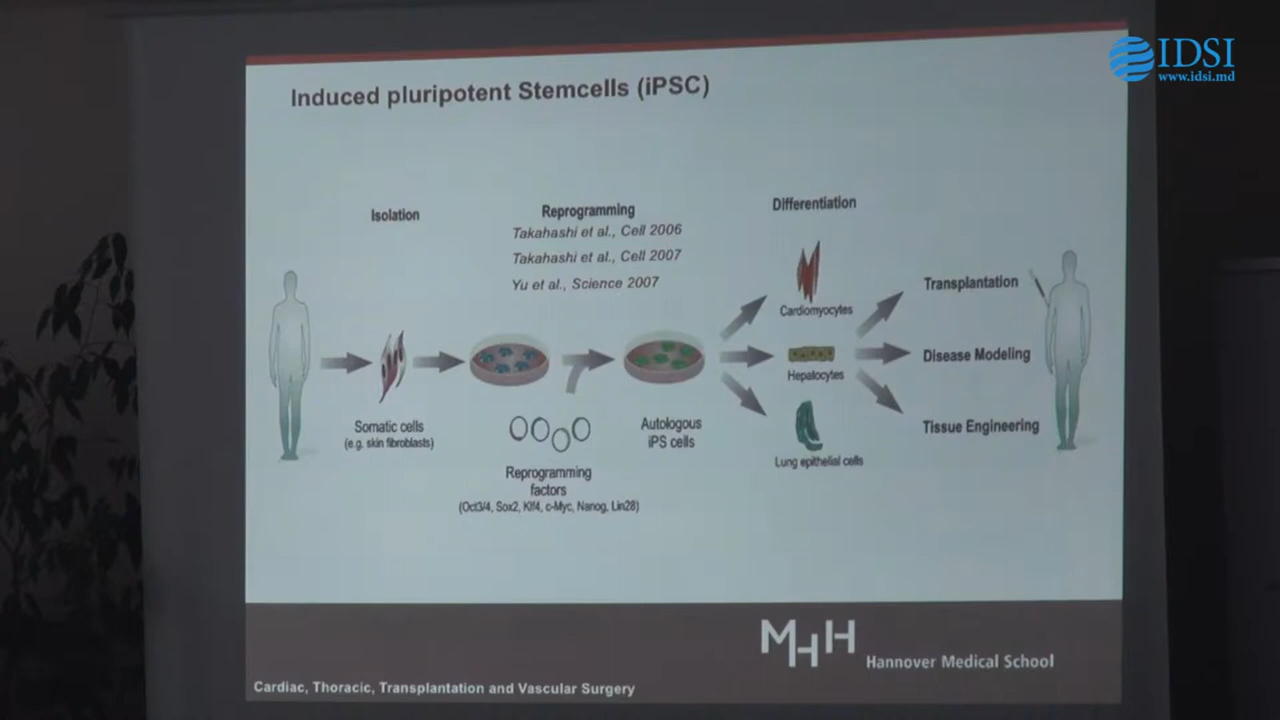 IDSI
www.idsi.md
Induced pluripotent Stemcells (iPSC)
Isolation
Reprogramming
Takahashi et al., Cell 2006
Takahashi et al., Cell 2007
Yu et al., Science 2007
Differentiation
Cardiomyocytes
Hepalocytes
Lung epithelial cells
Transplantation
Disease Modeling
Tissue Engineering
Somatic cells
(e.g. skin fibroblasts)
Reprogramming
factors
(Oct3/4, Sox2, Klf4, c-Myc, Nanog, Lin28)
Autologous
iPS cells
MHH
Hannover Medical School
Cardiac, Thoracic, Transplantation and Vascular Surgery